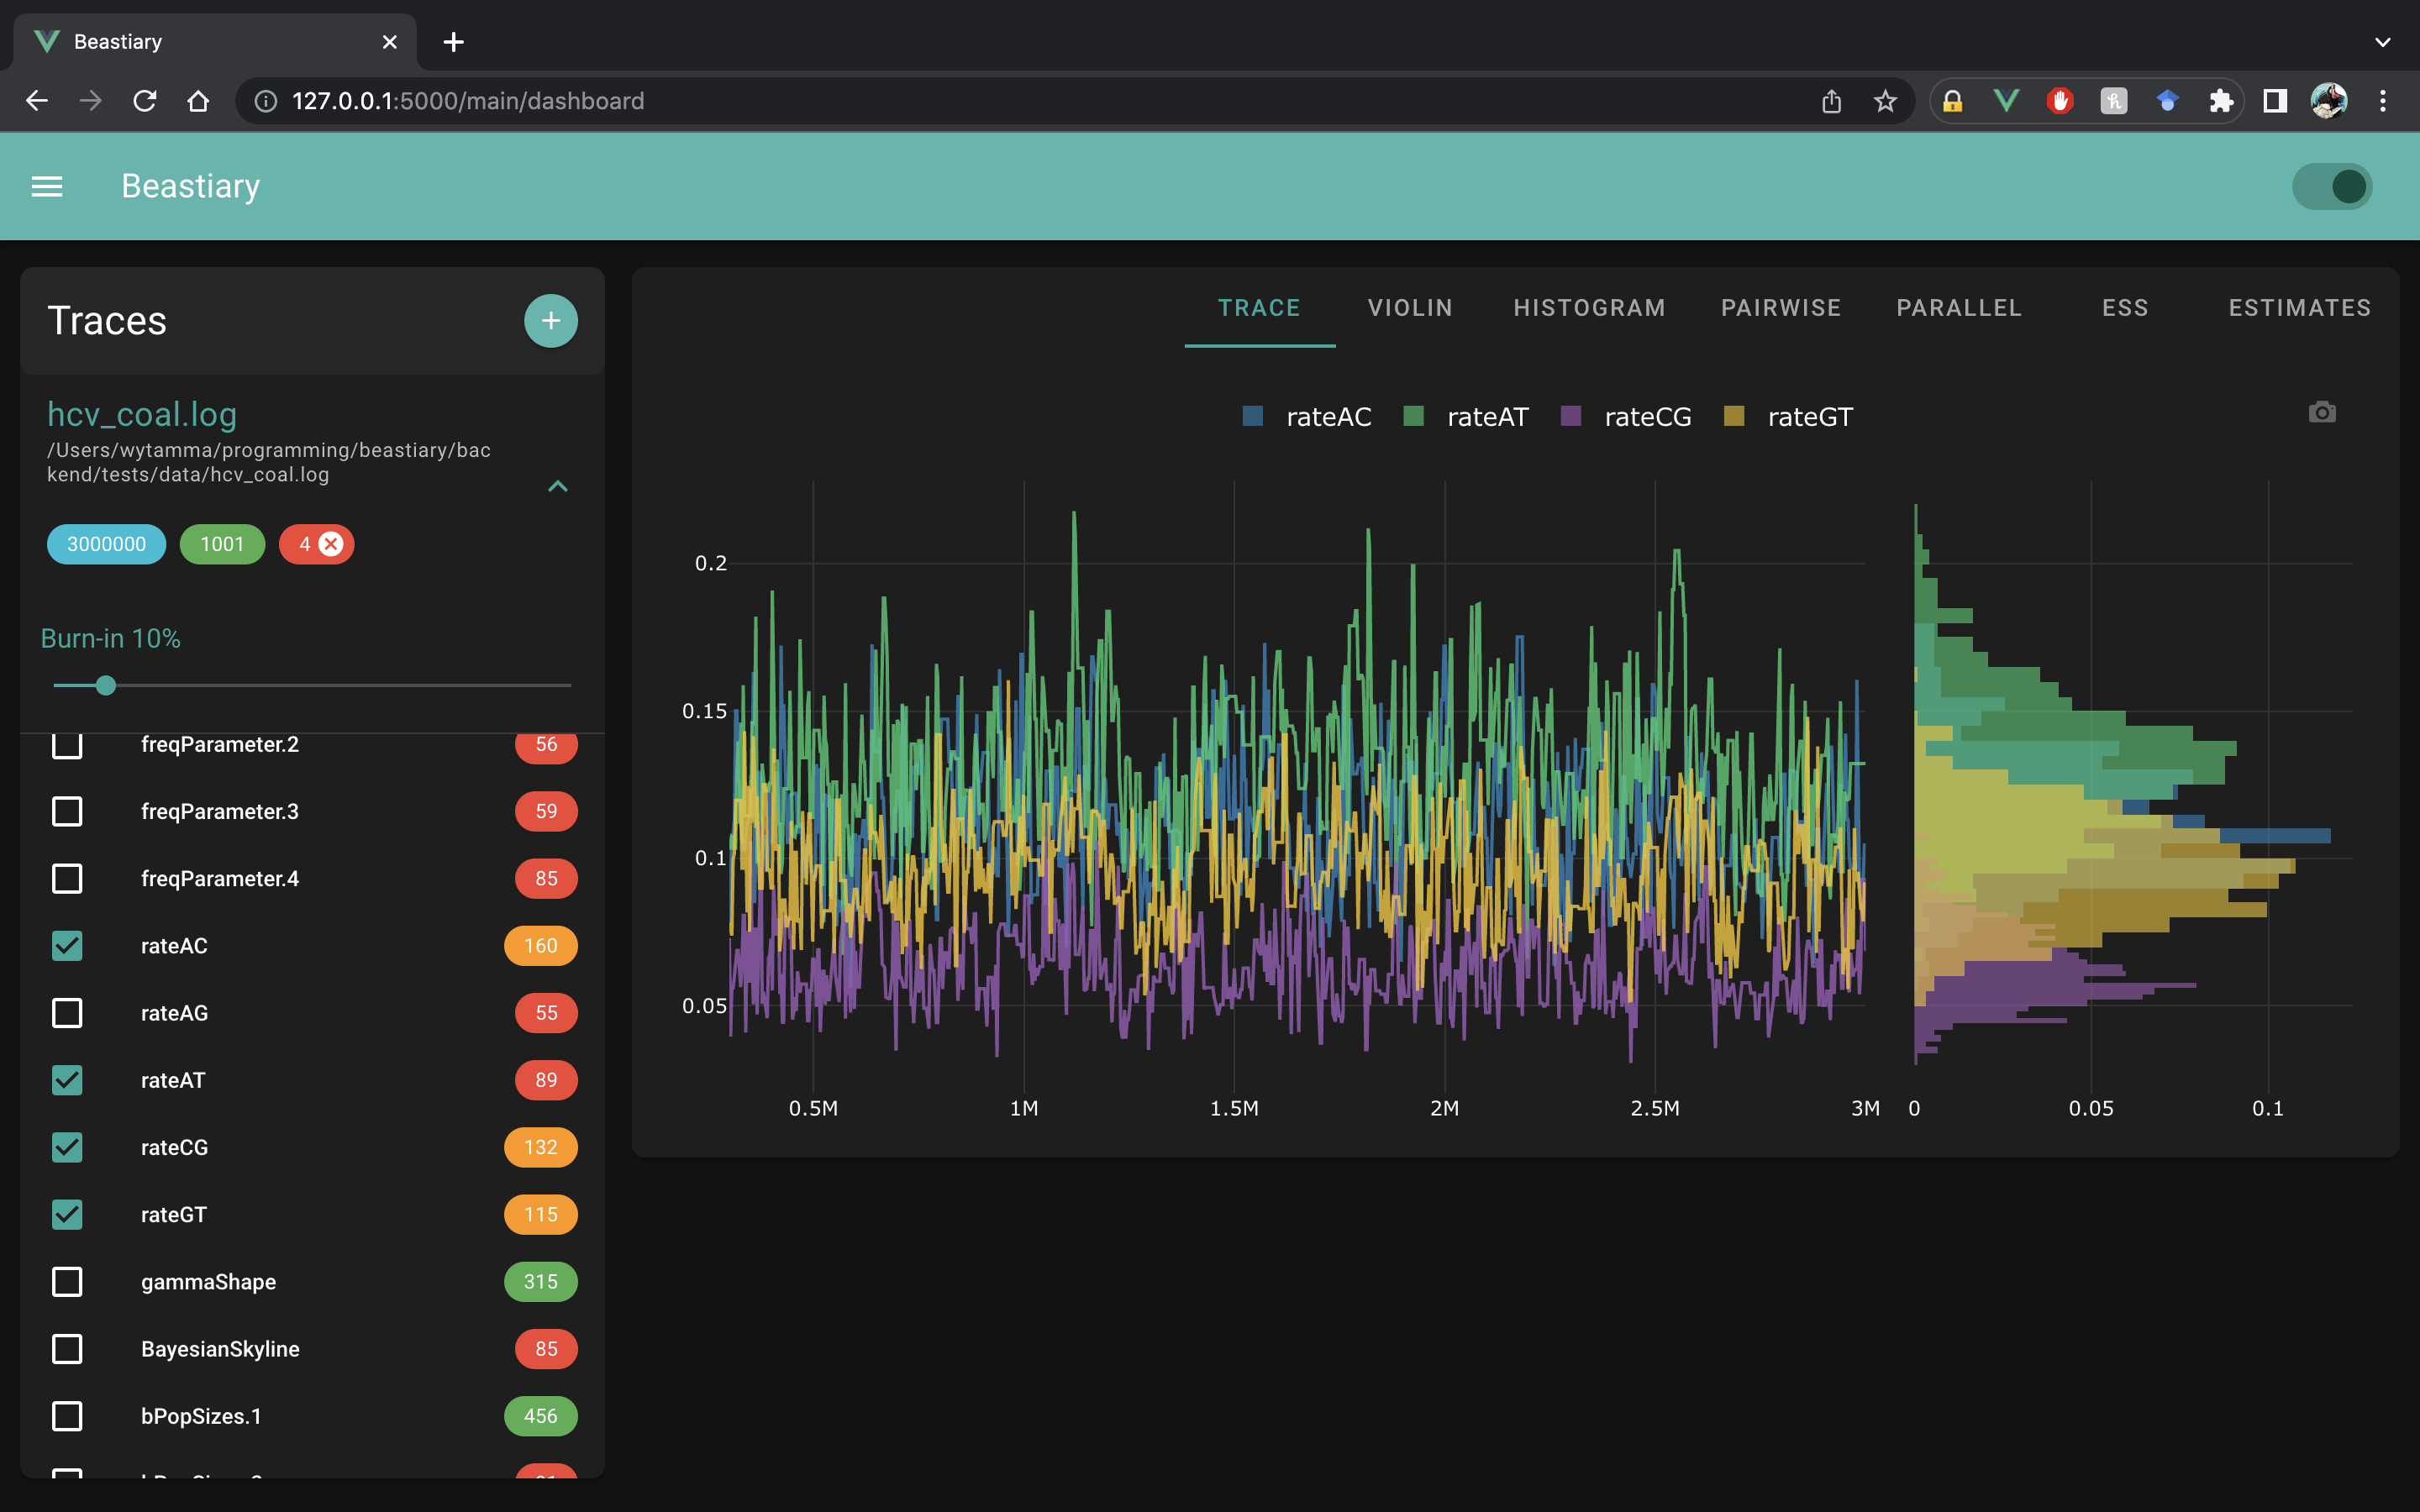 Beastiary
127.0.0.1:5000/main/dashboard
Beastiary
Traces
+
hcv_coal.log
/Users/wytamma/programming/beastiary/bac
kend/tests/data/hcv_coal.log
3000000 1001 4
Burn-in 10%
freqParameter.2 56
freqParameter.3 59
freqParameter.4 85
rateAC 160
rateAG 55
rateAT 89
rateCG 132
rateGT 115
gammaShape 315
BayesianSkyline 85
bPopSizes.1 456
TRACE VIOLIN HISTOGRAM PAIRWISE PARALLEL ESS ESTIMATES
rateAC rateAT rateCG rateGT
0.2
0.15
0.1
0.05
0.5M 1M 1.5M 2M 2.5M 3M 0 0.05 0.1